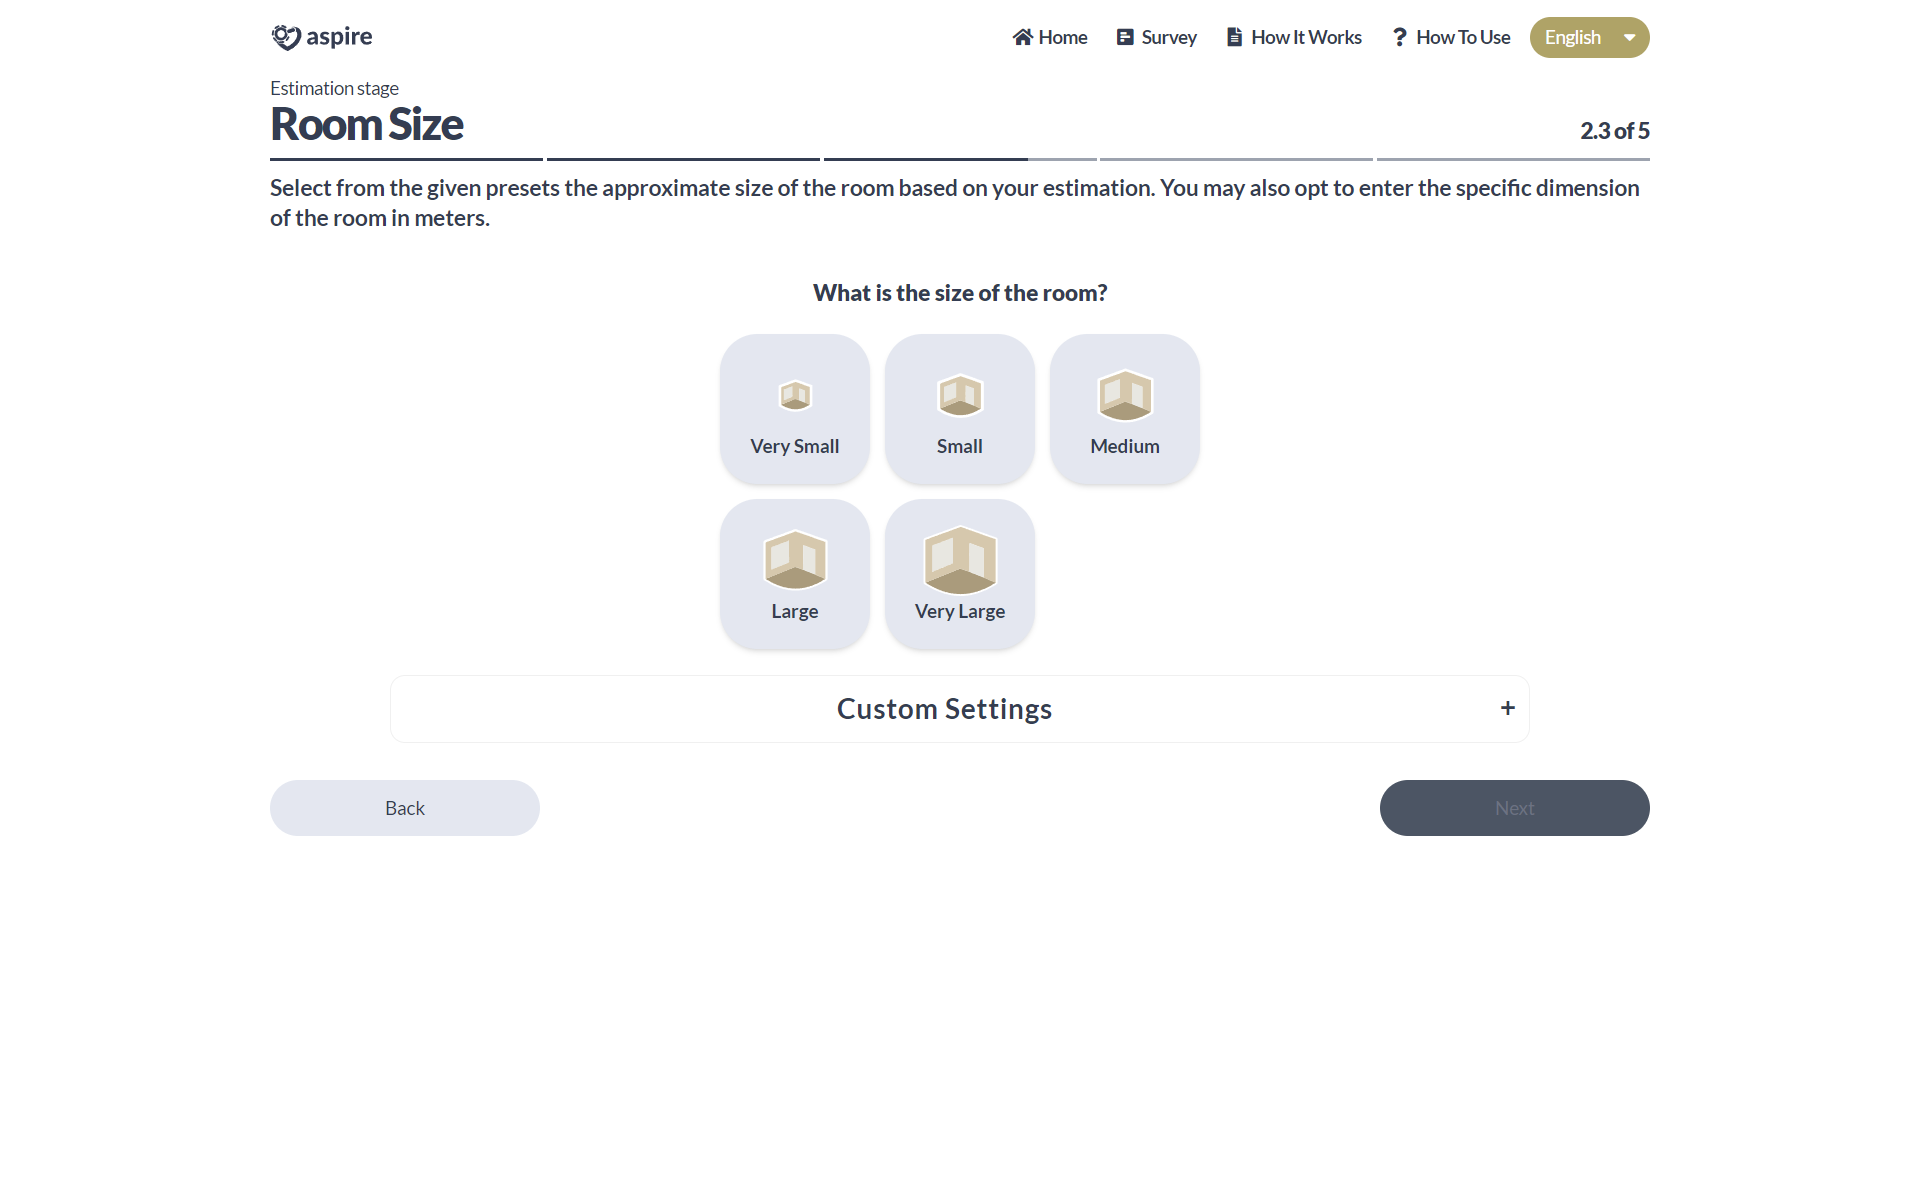 aspire
Home
Survey
How It Works
How To Use
English
Estimation stage
Room Size
2.3 of 5
Select from the given presets the approximate size of the room based on your estimation. You may also opt to enter the specific dimension
of the room in meters.
What is the size of the room?
Very Small
Small
Medium
Large
Very Large
Custom Settings
+
Back
Next